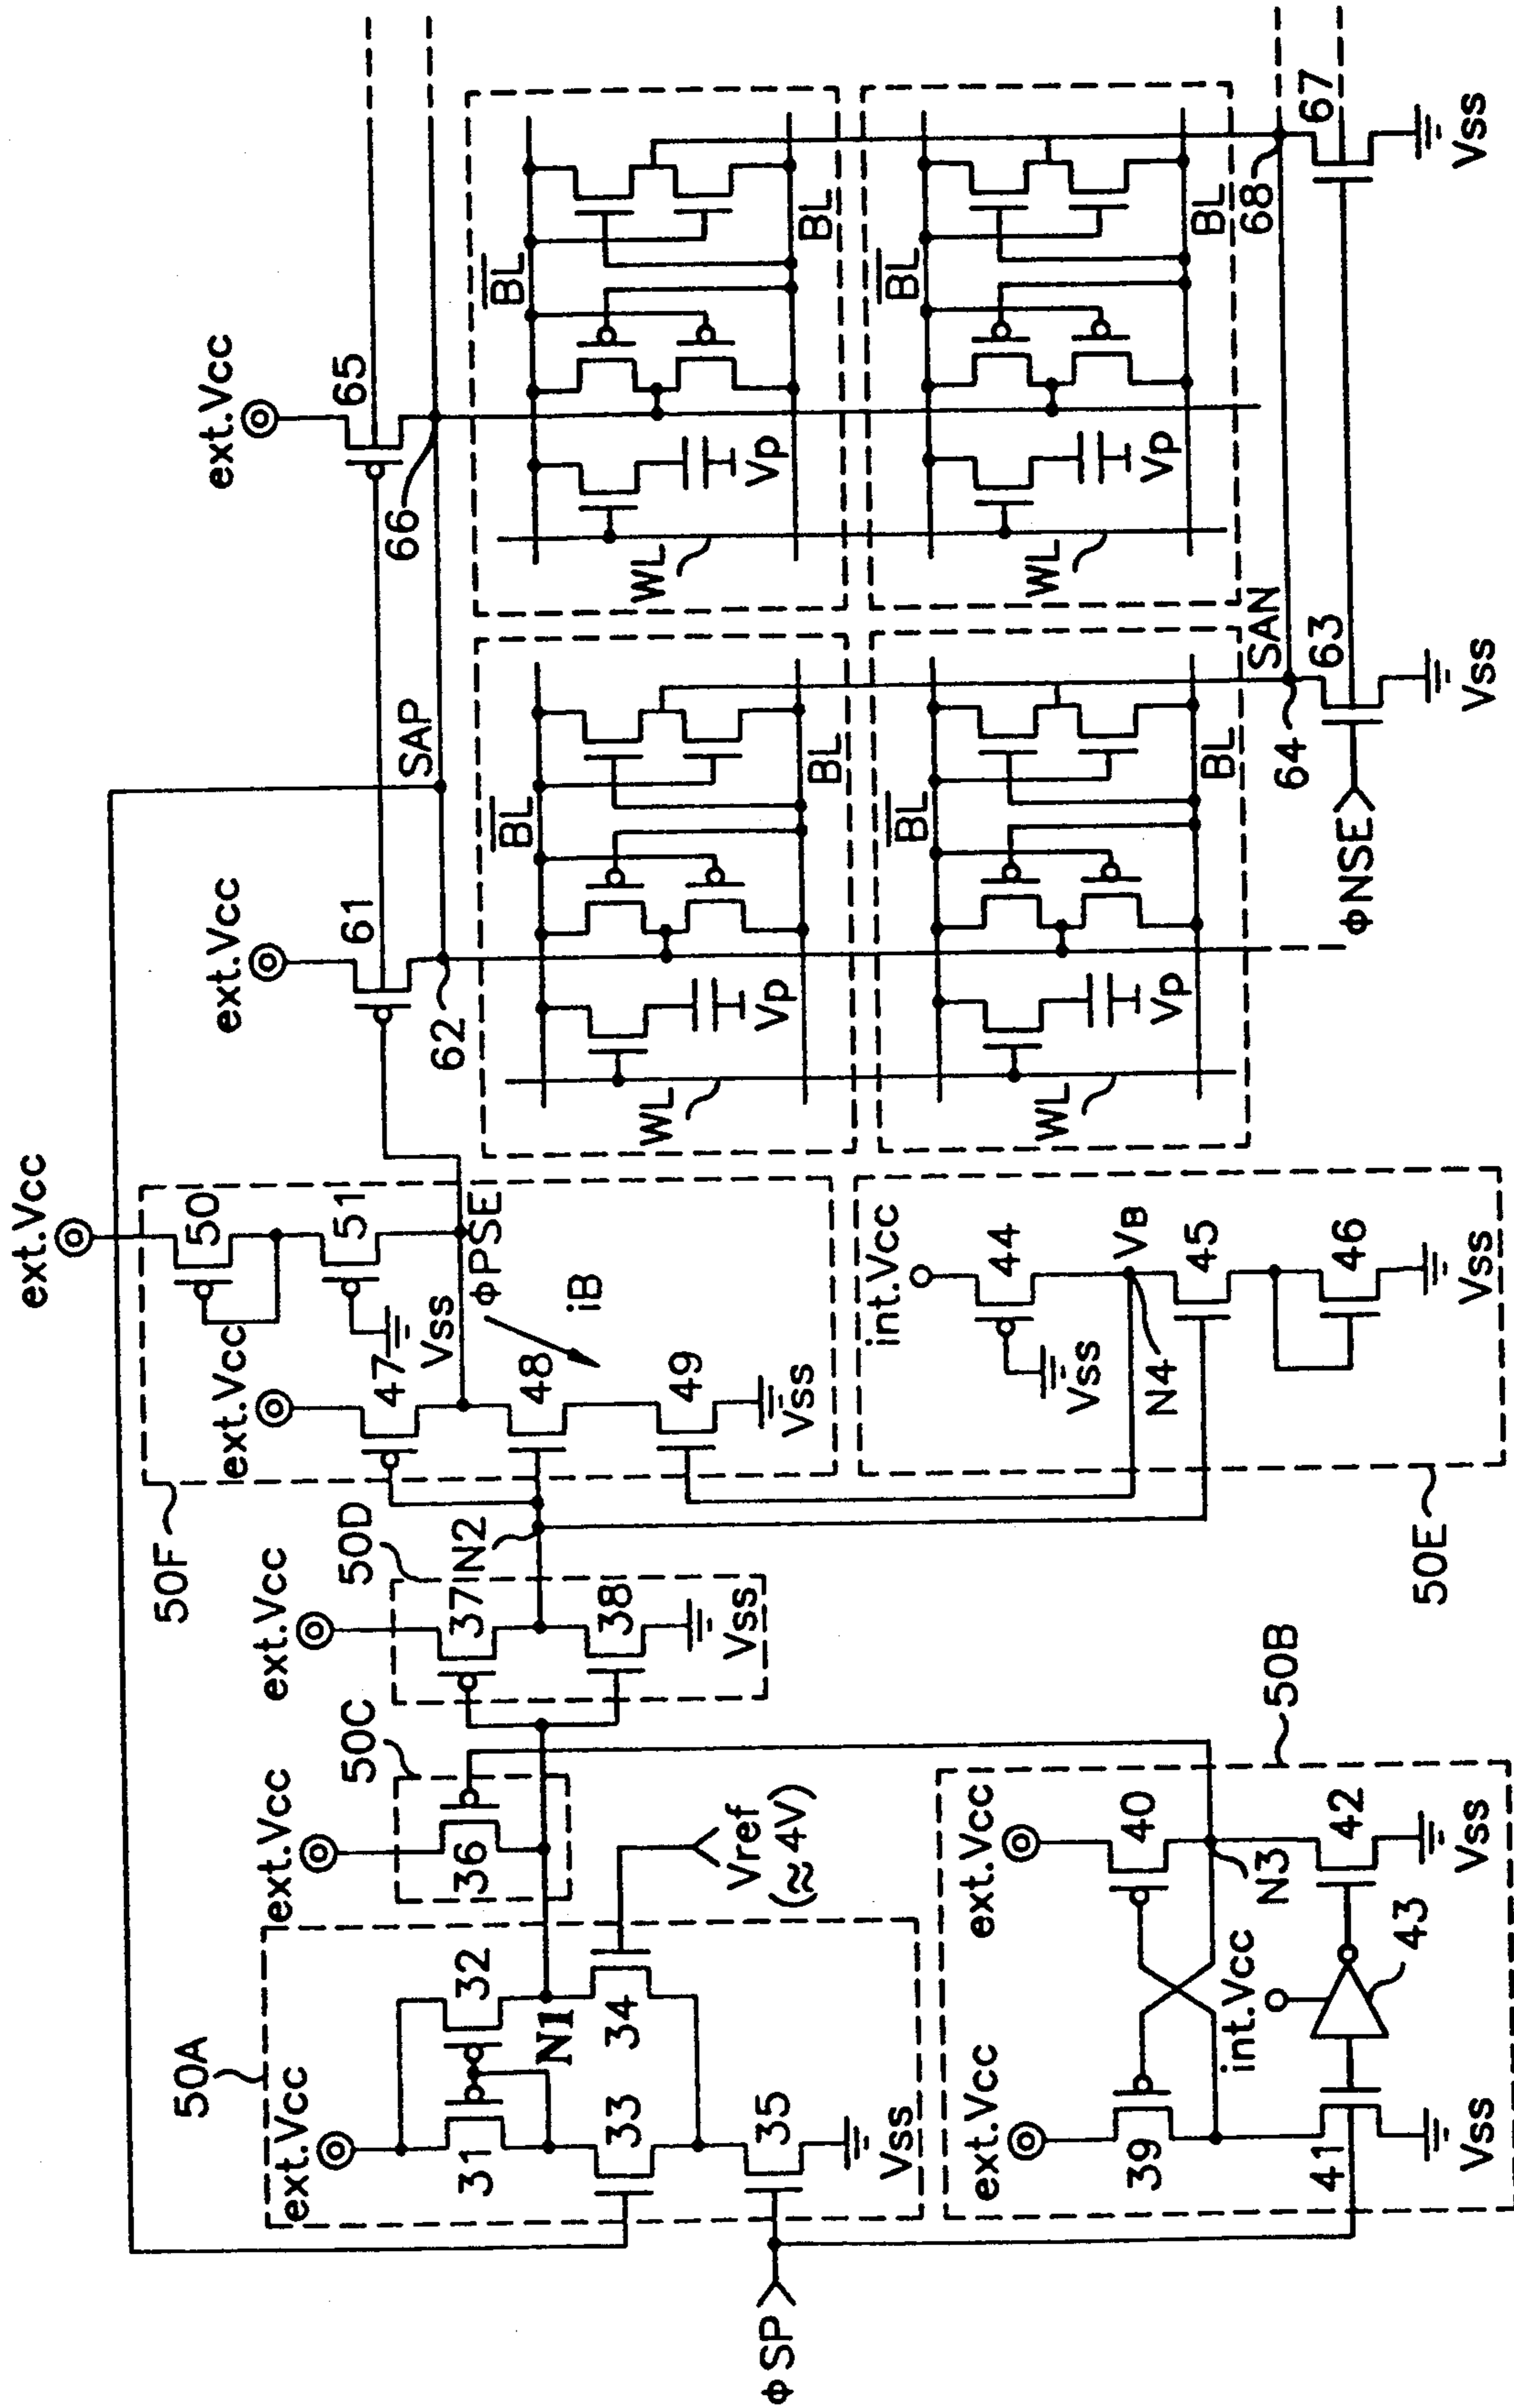 ext.Vcc
ext.Vcc
65
66
SAP
ext.Vcc
61
62
ext.Vcc
50
51
50F
ext.Vcc
47
Vss
φPSE
48
iB
49
Vss
50D
N2
ext.Vcc
37
38
Vss
50C
ext.Vcc
36
Vref
(≈4V)
50A
ext.Vcc
31
32
N1
33
34
35
Vss
φSP
BL
BL
WL
Vp
BL
BL
WL
Vp
BL
BL
WL
Vp
BL
BL
WL
Vp
SAN
68
67
Vss
64
63
Vss
φNSE
int.Vcc
44
Vss
VB
N4
45
46
Vss
50E
50B
ext.Vcc
40
N3
42
Vss
int.Vcc
43
ext.Vcc
39
41
Vss